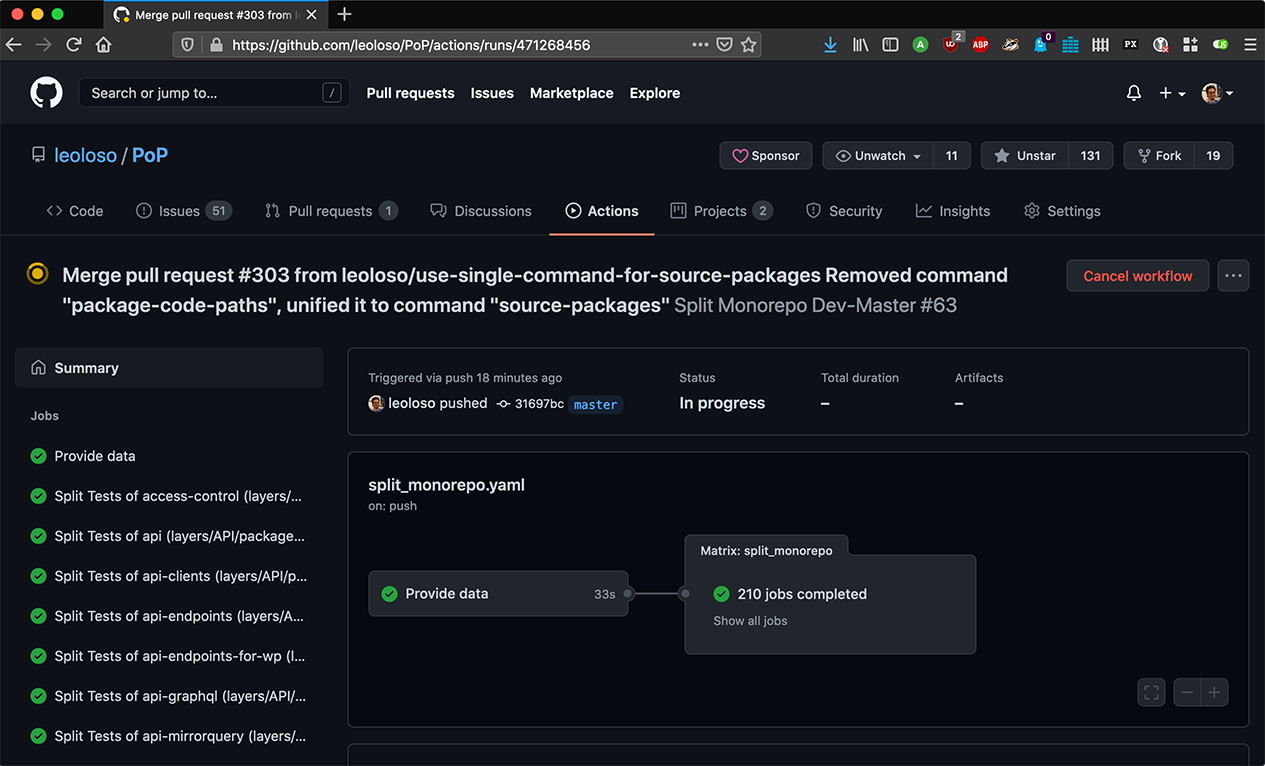 Merge pull request #303 from l
https://github.com/leoloso/PoP/actions/runs/471268456
A
UD 2
ABP
0
PX
Search or jump to... /
Pull requests Issues Marketplace Explore
leoloso / PoP
Sponsor Unwatch 11 Unstar 131 Fork 19
Code Issues 51 Pull requests 1 Discussions Actions Projects 2 Security Insights Settings
Merge pull request #303 from leoloso/use-single-command-for-source-packages Removed command
"package-code-paths", unified it to command "source-packages" Split Monorepo Dev-Master #63
Cancel workflow
Summary
Jobs
Provide data
Split Tests of access-control (layers/...
Split Tests of api (layers/API/package...
Split Tests of api-clients (layers/API/p...
Split Tests of api-endpoints (layers/A...
Split Tests of api-endpoints-for-wp (l...
Split Tests of api-graphql (layers/API/...
Split Tests of api-mirrorquery (layers/...
Triggered via push 18 minutes ago
leoloso pushed 31697bc master
Status
In progress
Total duration
–
Artifacts
–
split_monorepo.yaml
on: push
Provide data 33s
Matrix: split_monorepo
210 jobs completed
Show all jobs